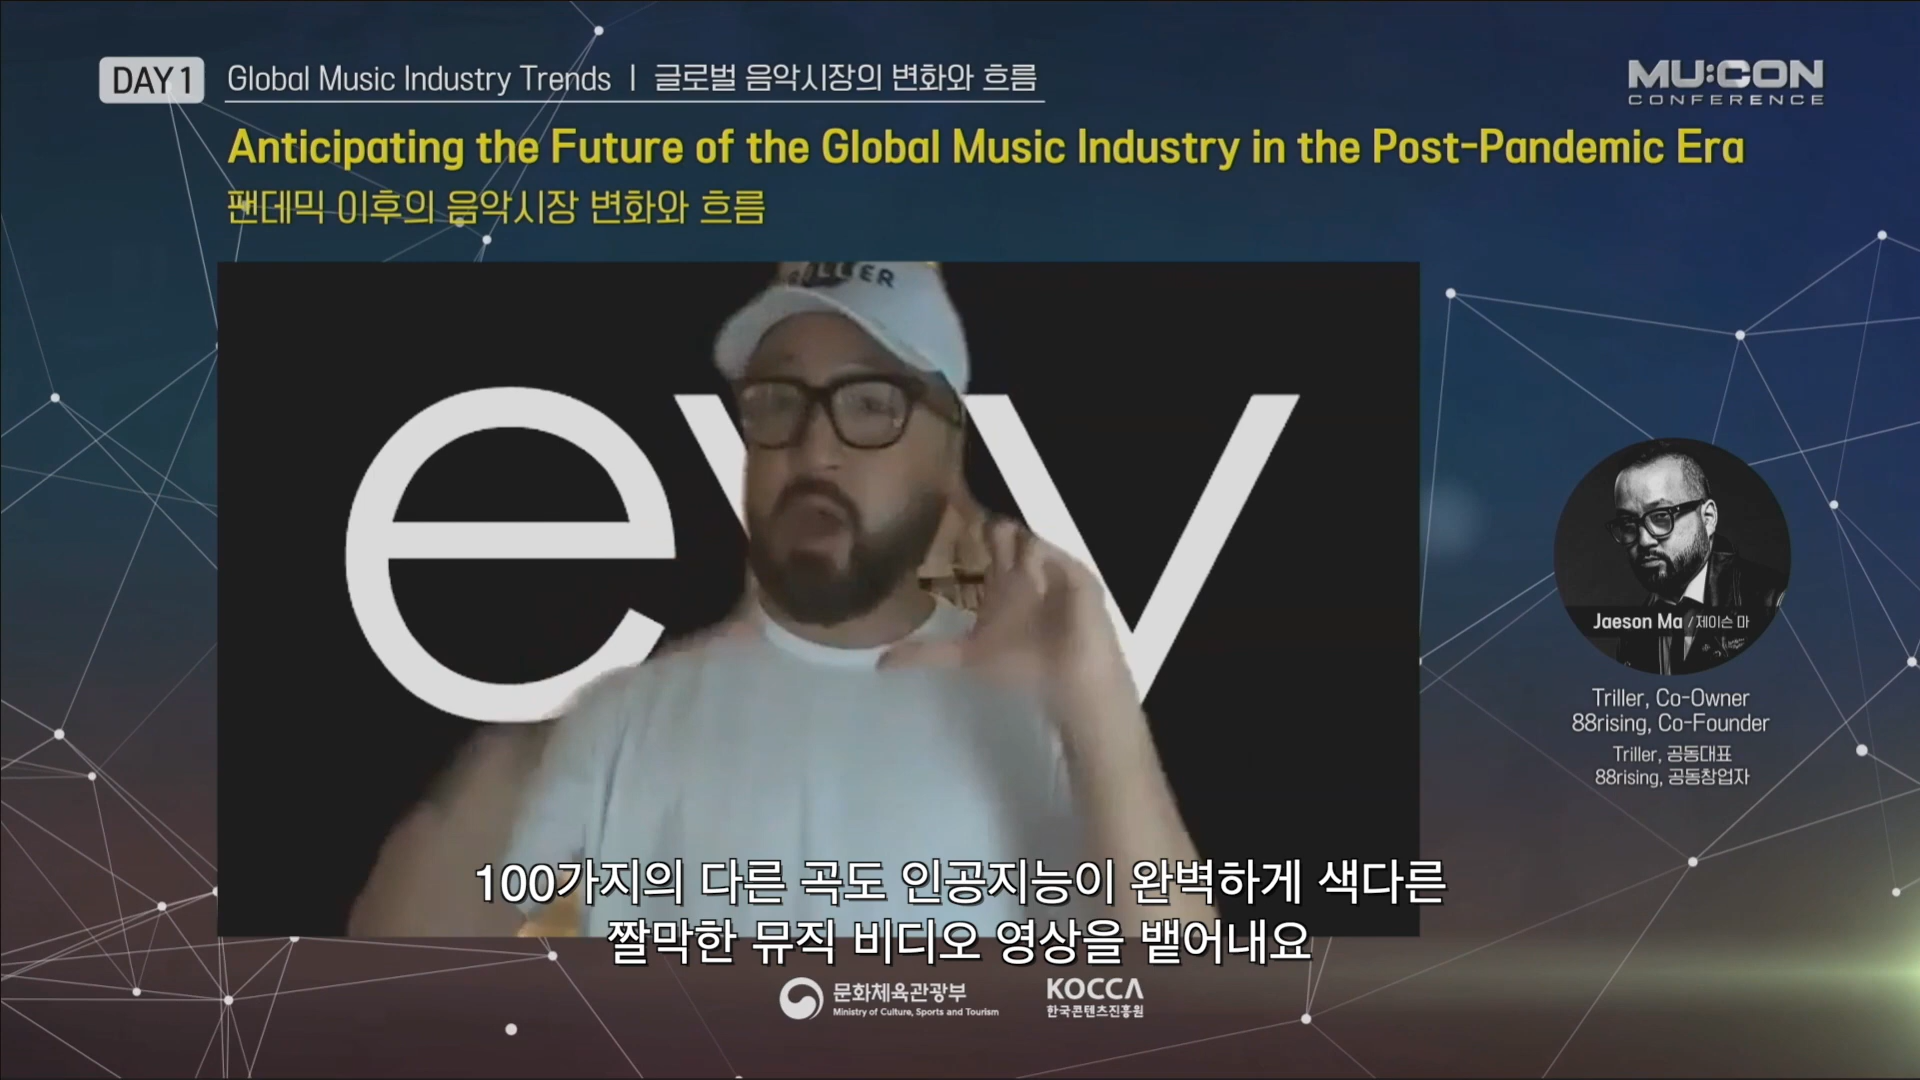 DAY 1
Global Music Industry Trends | 글로벌 음악시장의 변화와 흐름
MU:CON
CONFERENCE
Anticipating the Future of the Global Music Industry in the Post-Pandemic Era
팬데믹 이후의 음악시장 변화와 흐름
Jaeson Ma / 제이슨 마
Triller, Co-Owner
88rising, Co-Founder
Triller, 공동대표
88rising, 공동창업자
100가지의 다른 곡도 인공지능이 완벽하게 색다른
짤막한 뮤직 비디오 영상을 뱉어내요
문화체육관광부
Ministry of Culture, Sports and Tourism
KOCCA
한국콘텐츠진흥원